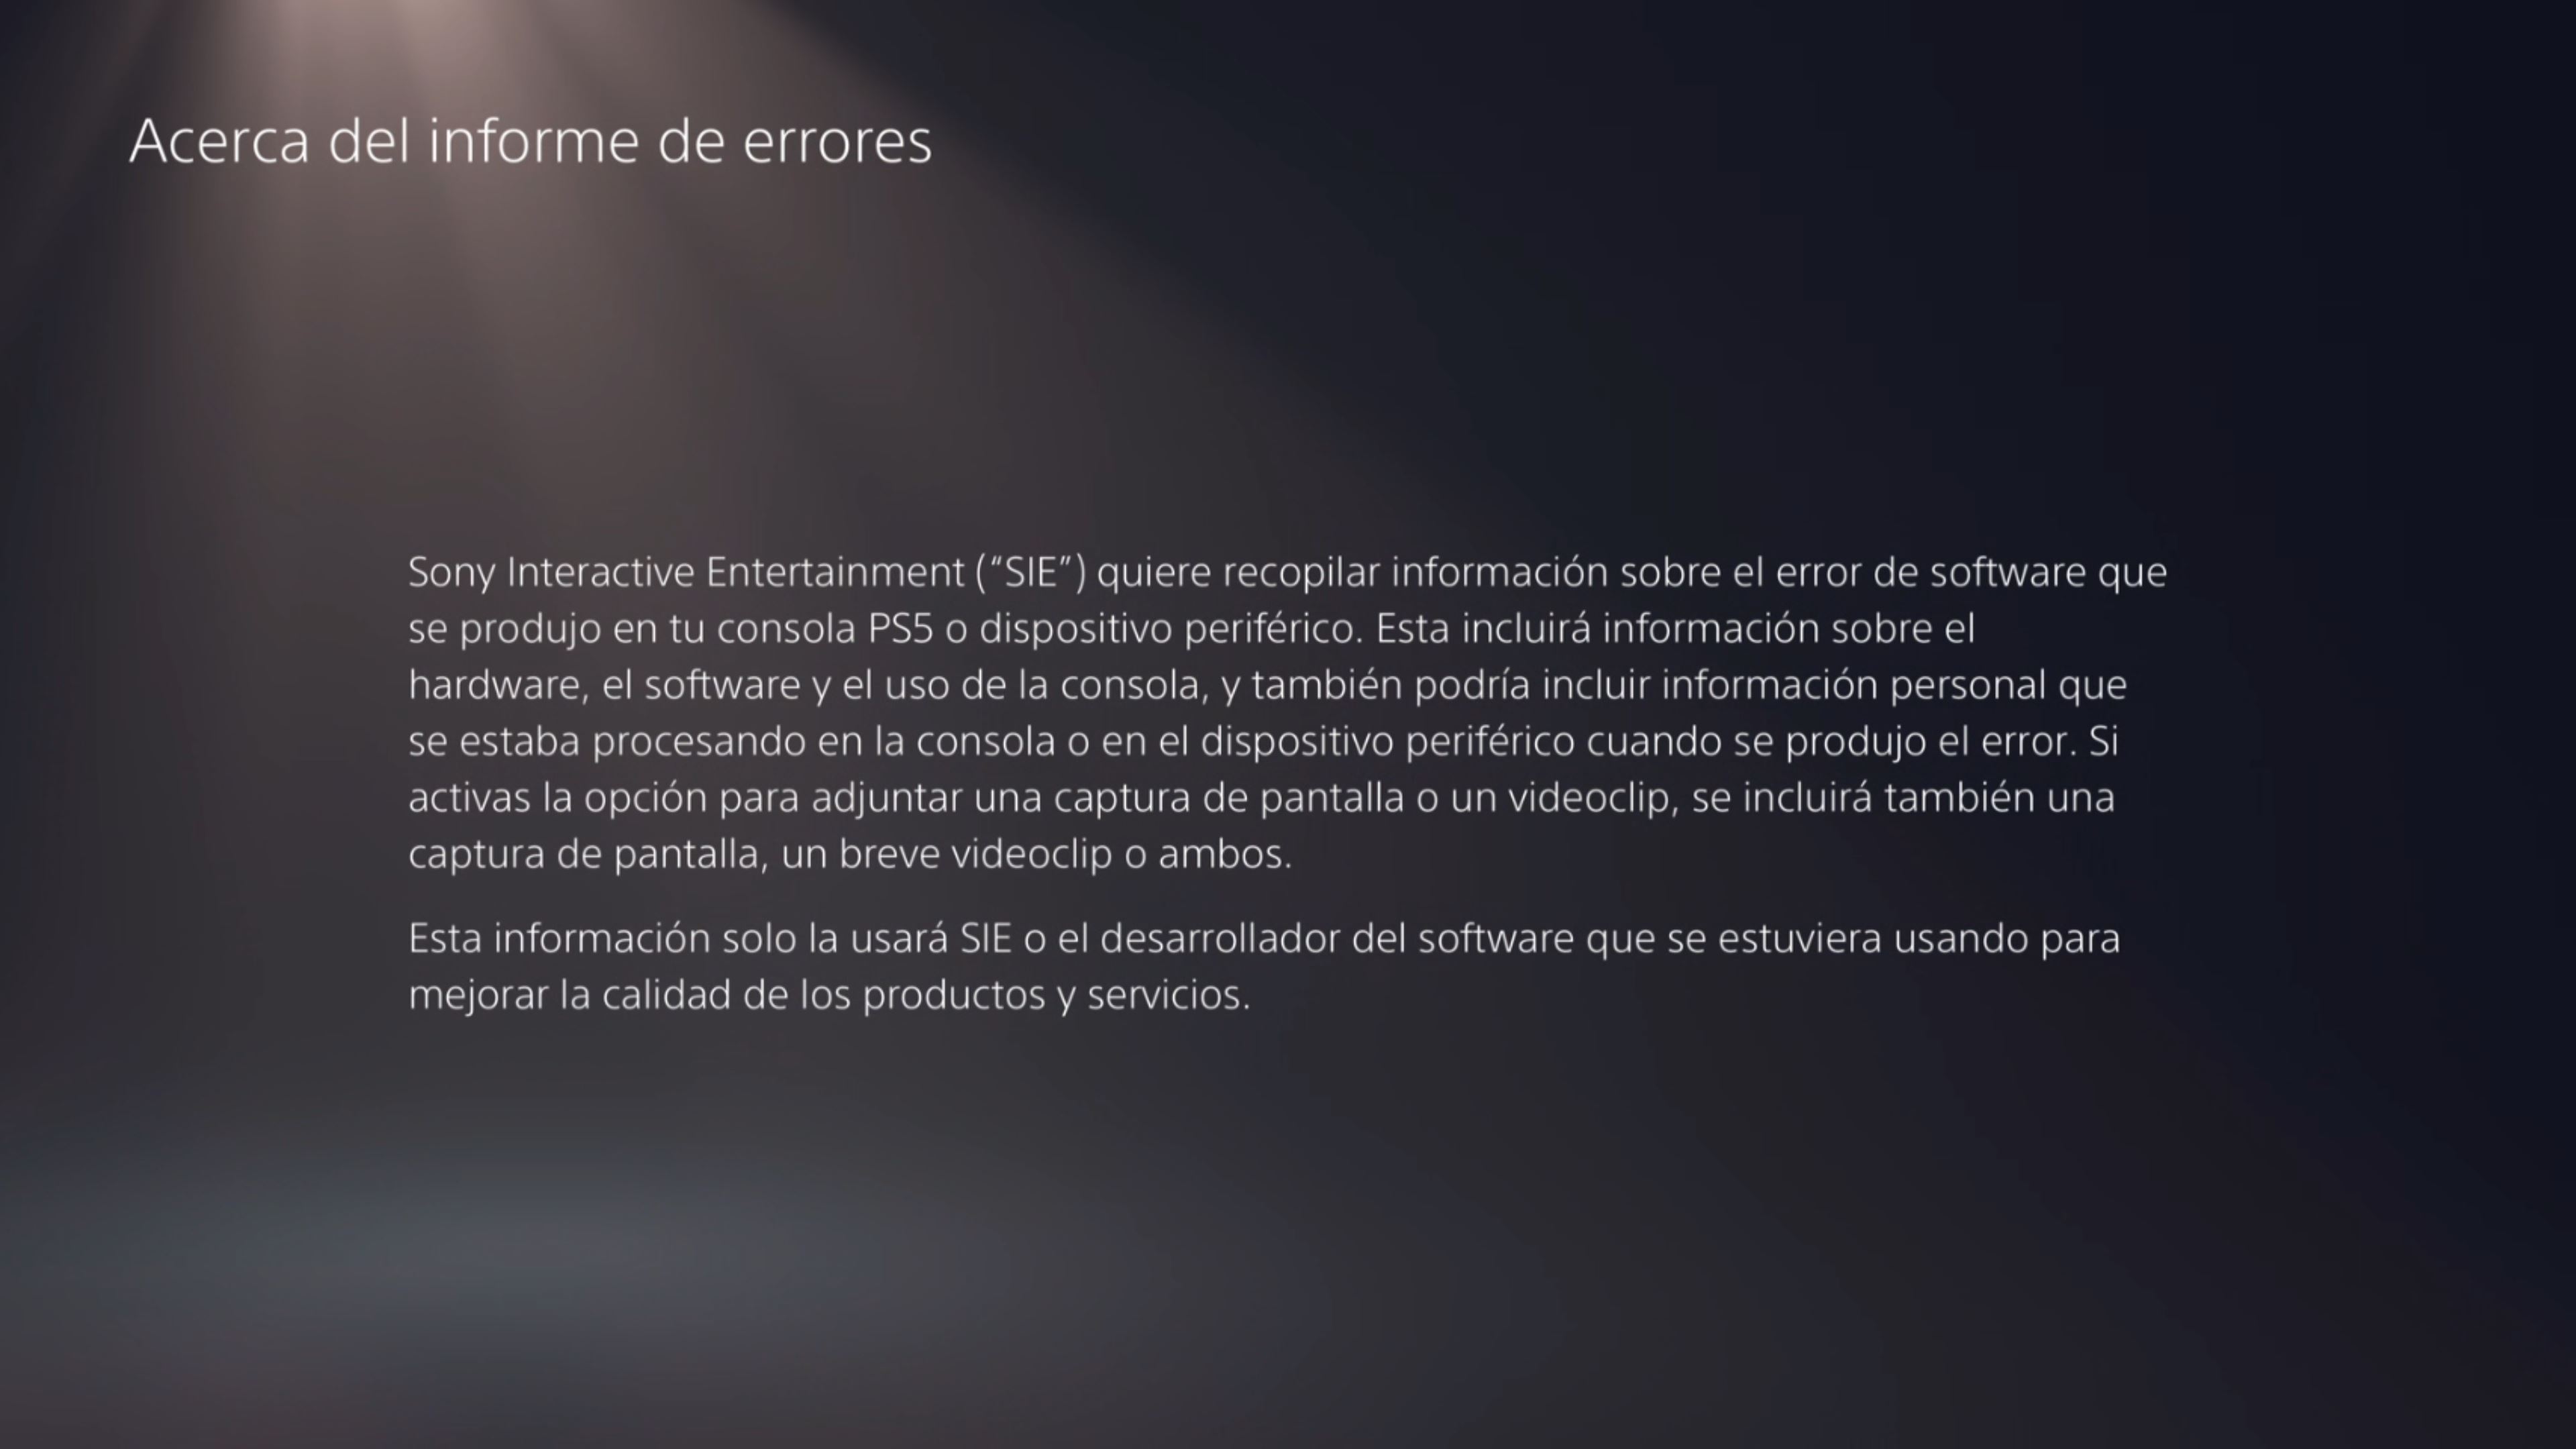 Acerca del informe de errores
Sony Interactive Entertainment (“SIE”) quiere recopilar información sobre el error de software que
se produjo en tu consola PS5 o dispositivo periférico. Esta incluirá información sobre el
hardware, el software y el uso de la consola, y también podría incluir información personal que
se estaba procesando en la consola o en el dispositivo periférico cuando se produjo el error. Si
activas la opción para adjuntar una captura de pantalla o un videoclip, se incluirá también una
captura de pantalla, un breve videoclip o ambos.
Esta información solo la usará SIE o el desarrollador del software que se estuviera usando para
mejorar la calidad de los productos y servicios.